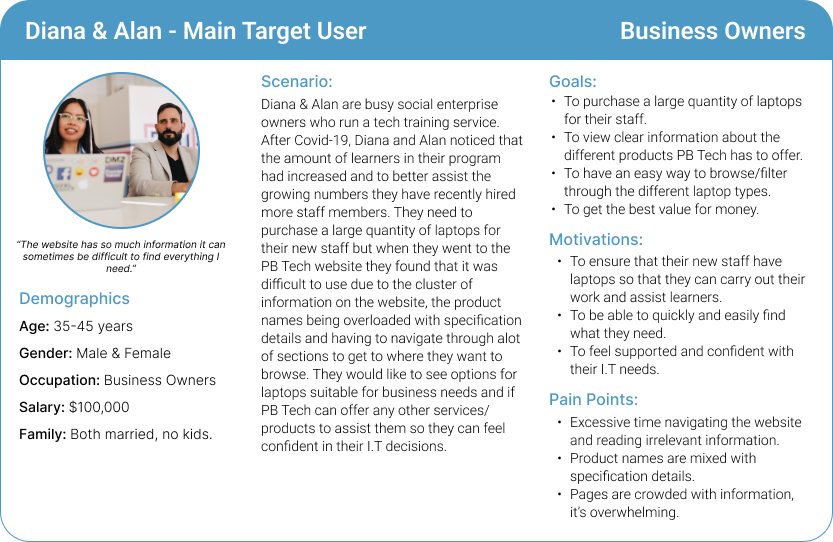 Diana & Alan - Main Target User
Business Owners
DM2
“The website has so much information it can
sometimes be difficult to find everything I
need.”
Demographics
Age: 35-45 years
Gender: Male & Female
Occupation: Business Owners
Salary: $100,000
Family: Both married, no kids.
Scenario:
Diana & Alan are busy social enterprise
owners who run a tech training service.
After Covid-19, Diana and Alan noticed that
the amount of learners in their program
had increased and to better assist the
growing numbers they have recently hired
more staff members. They need to
purchase a large quantity of laptops for
their new staff but when they went to the
PB Tech website they found that it was
difficult to use due to the cluster of
information on the website, the product
names being overloaded with specification
details and having to navigate through alot
of sections to get to where they want to
browse. They would like to see options for
laptops suitable for business needs and if
PB Tech can offer any other services/
products to assist them so they can feel
confident in their I.T decisions.
Goals:
• To purchase a large quantity of laptops
for their staff.
• To view clear information about the
different products PB Tech has to offer.
• To have an easy way to browse/filter
through the different laptop types.
• To get the best value for money.
Motivations:
• To ensure that their new staff have
laptops so that they can carry out their
work and assist learners.
• To be able to quickly and easily find
what they need.
• To feel supported and confident with
their I.T needs.
Pain Points:
• Excessive time navigating the website
and reading irrelevant information.
• Product names are mixed with
specification details.
• Pages are crowded with information,
it’s overwhelming.